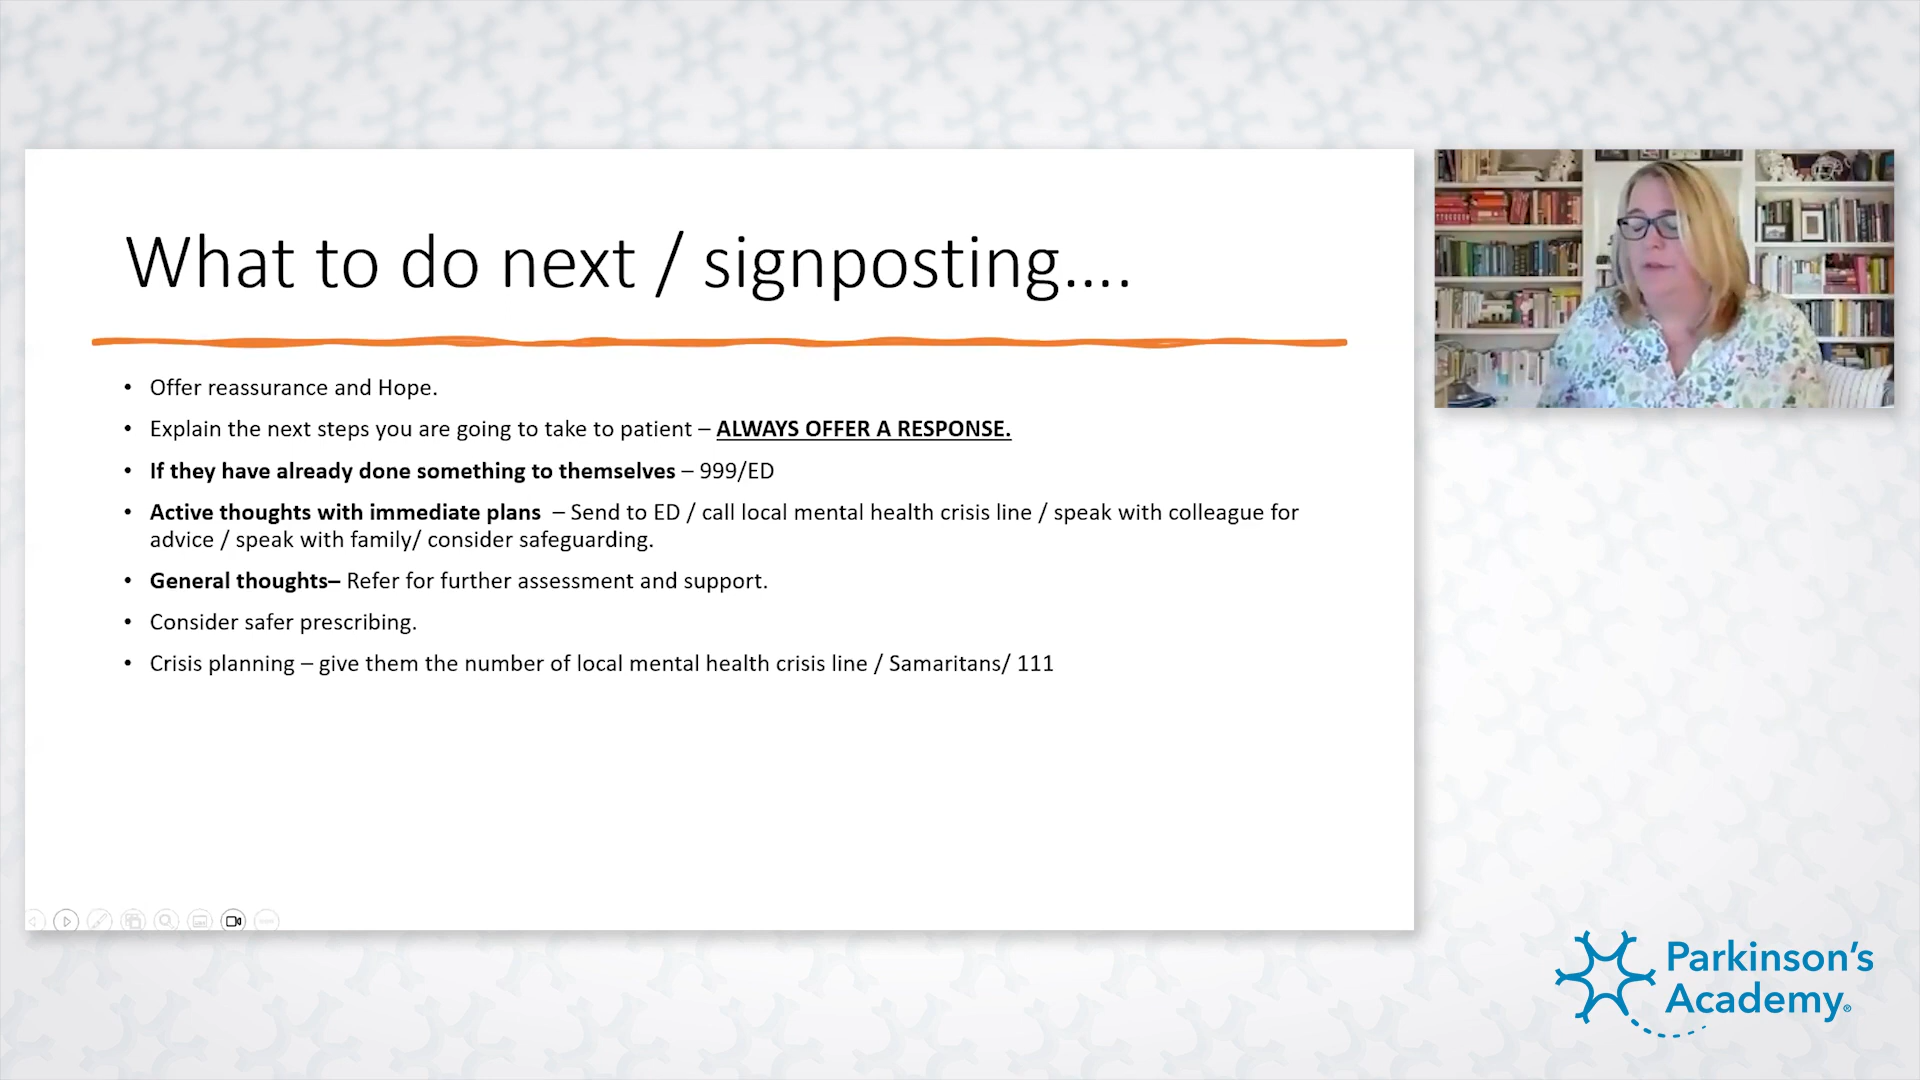 What to do next / signposting....
• Offer reassurance and Hope.
• Explain the next steps you are going to take to patient – ALWAYS OFFER A RESPONSE.
• If they have already done something to themselves – 999/ED
• Active thoughts with immediate plans – Send to ED / call local mental health crisis line / speak with colleague for
advice / speak with family/ consider safeguarding.
• General thoughts– Refer for further assessment and support.
• Consider safer prescribing.
• Crisis planning – give them the number of local mental health crisis line / Samaritans/ 111
Parkinson's
Academy®